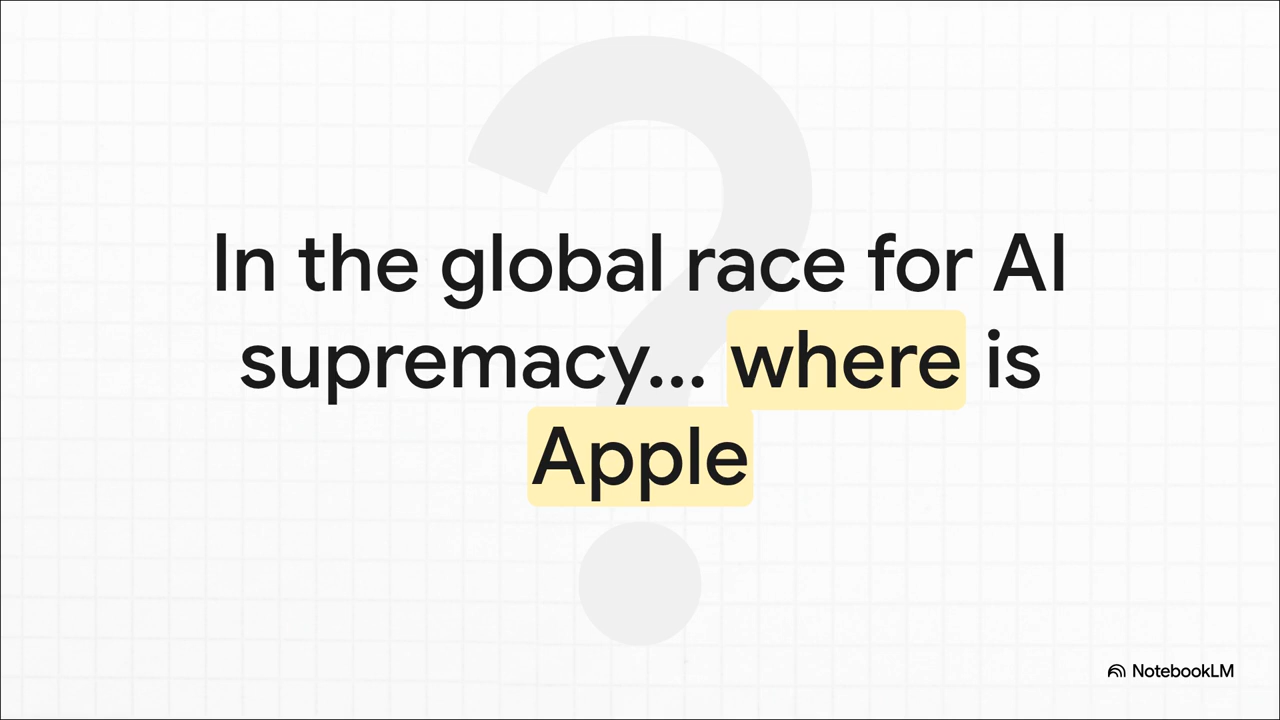 In the global race for AI
supremacy... where is
Apple
NotebookLM